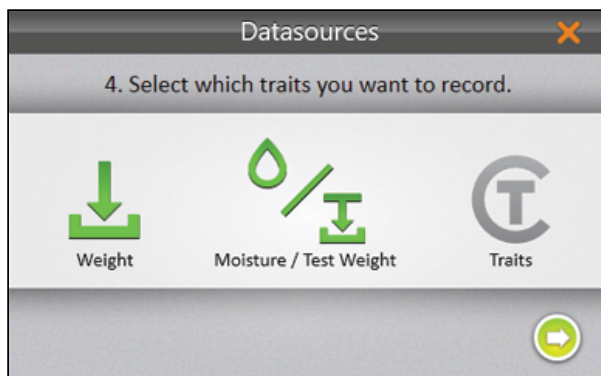 Datasources
4. Select which traits you want to record.
Weight
Moisture / Test Weight
Traits